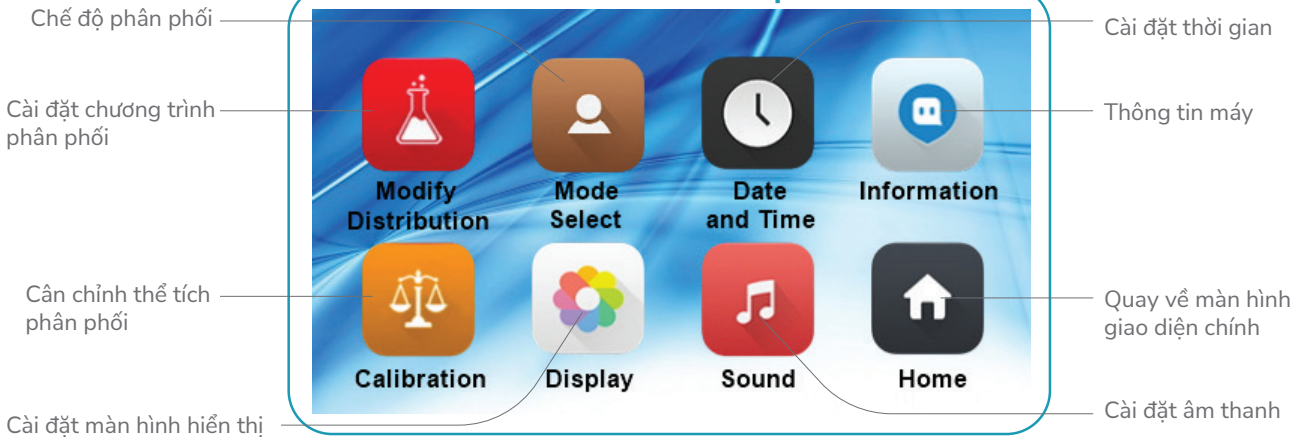 Chế độ phân phối
Cài đặt thời gian
Cài đặt chương trình
phân phối
Thông tin máy
Modify
Distribution
Mode
Select
Date
and Time
Information
Cân chỉnh thể tích
phân phối
Quay về màn hình
giao diện chính
Calibration
Display
Sound
Home
Cài đặt màn hình hiển thị
Cài đặt âm thanh